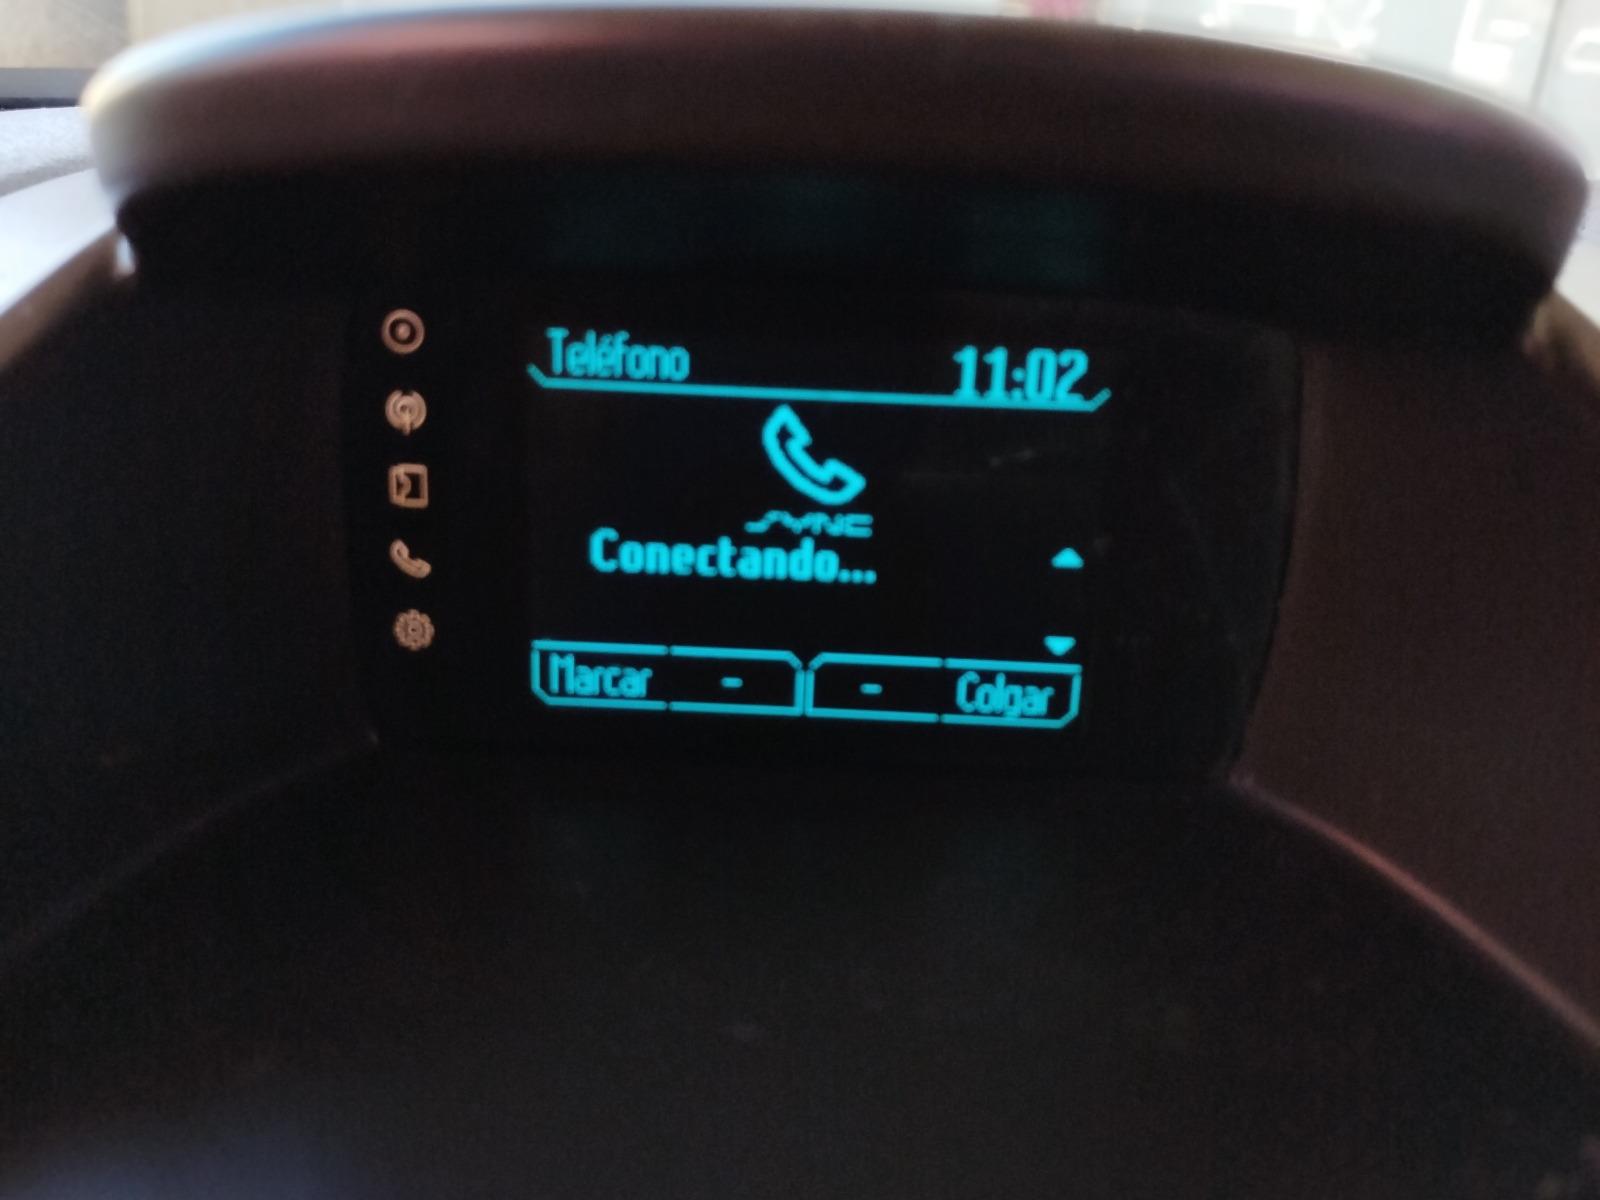 Teléfono 11:02
SYNC
Conectando...
Marcar - - Colgar